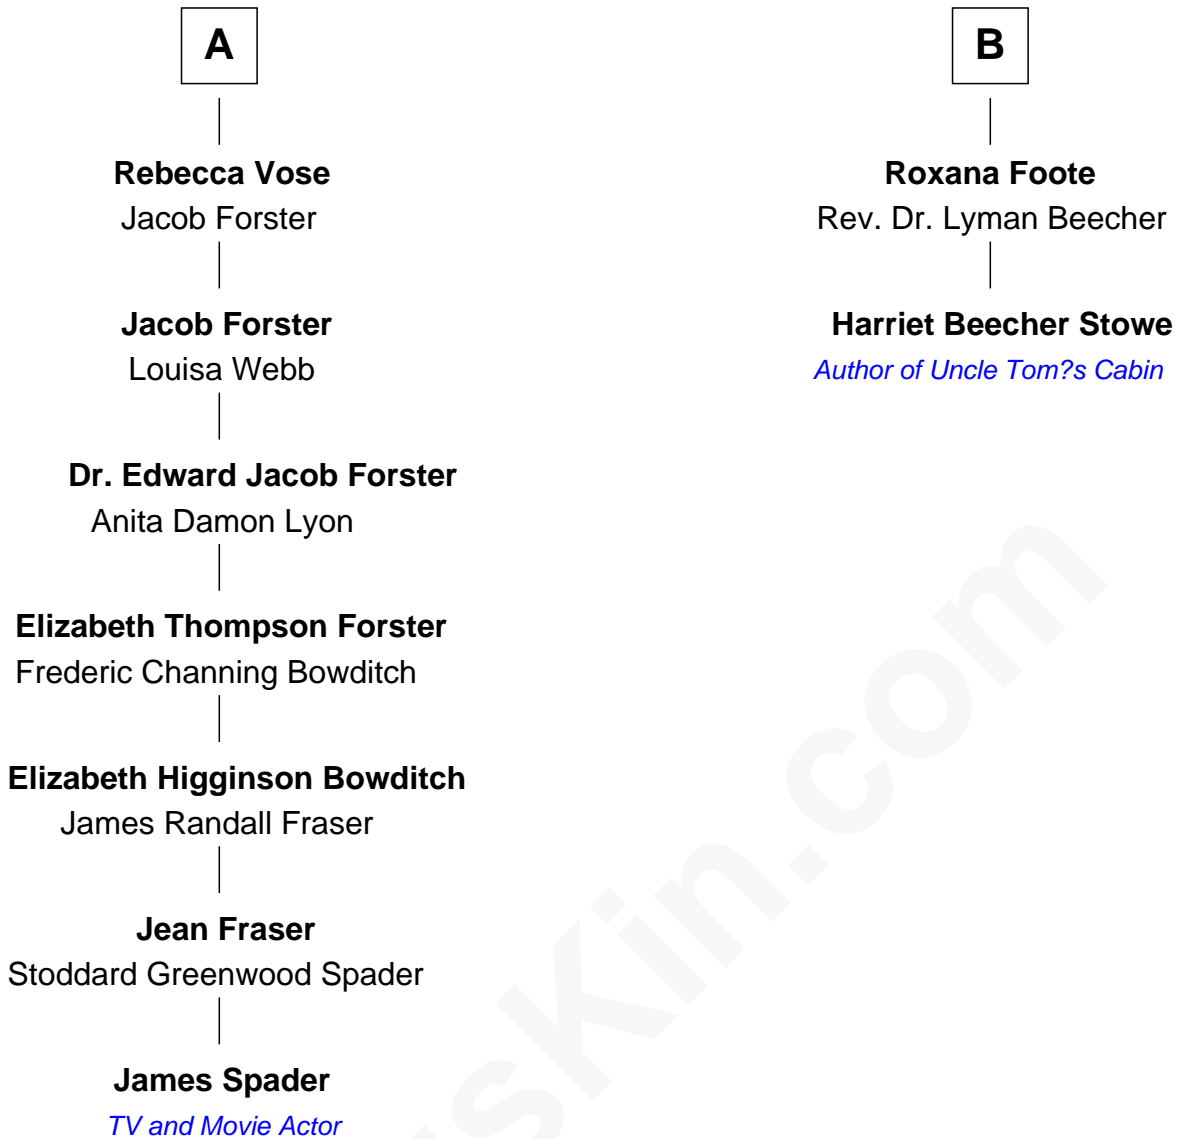 A
Rebecca Vose
Jacob Forster
Jacob Forster
Louisa Webb
Dr. Edward Jacob Forster
Anita Damon Lyon
Elizabeth Thompson Forster
Frederic Channing Bowditch
Elizabeth Higginson Bowditch
James Randall Fraser
Jean Fraser
Stoddard Greenwood Spader
James Spader
TV and Movie Actor
B
Roxana Foote
Rev. Dr. Lyman Beecher
Harriet Beecher Stowe
Author of Uncle Tom?s Cabin
usKin.com